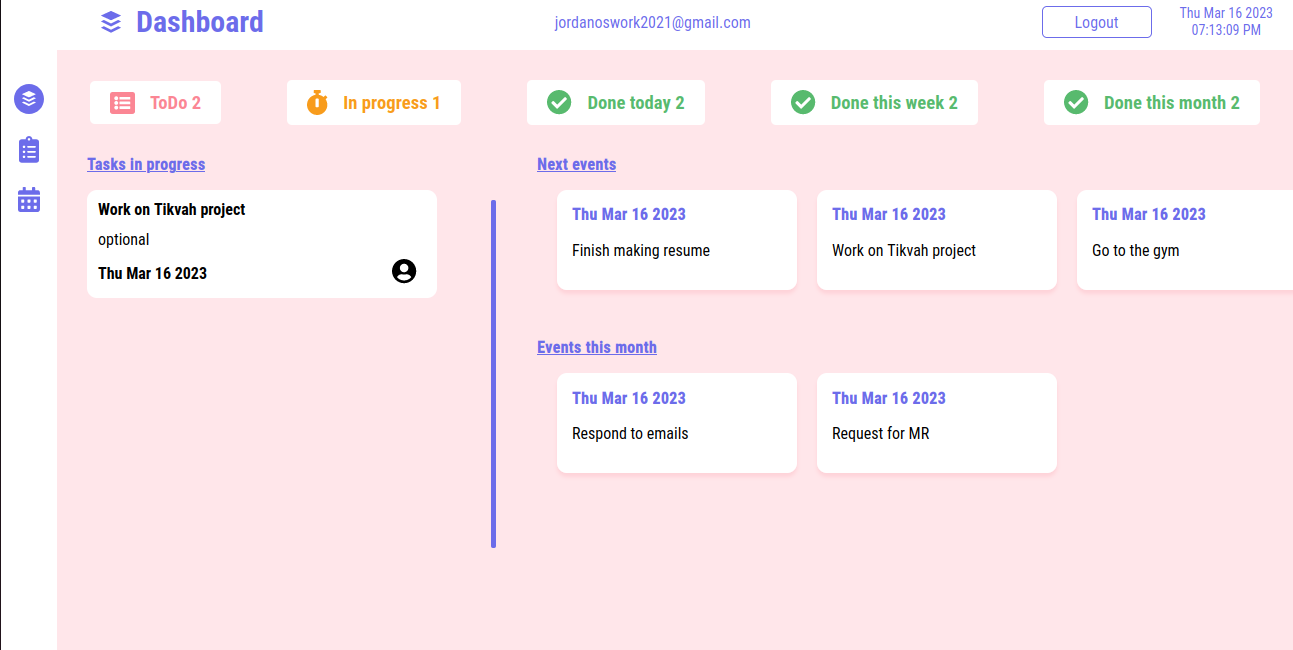 Dashboard
jordanoswork2021@gmail.com
Logout
Thu Mar 16 2023
07:13:09 PM
ToDo 2
In progress 1
Done today 2
Done this week 2
Done this month 2
Tasks in progress
Work on Tikvah project
optional
Thu Mar 16 2023
Next events
Thu Mar 16 2023
Finish making resume
Thu Mar 16 2023
Work on Tikvah project
Thu Mar 16 2023
Go to the gym
Events this month
Thu Mar 16 2023
Respond to emails
Thu Mar 16 2023
Request for MR